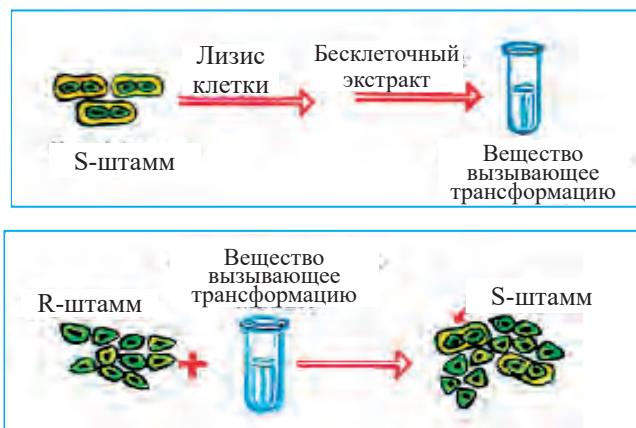 Лизис
клетки
Бесклеточный
экстракт
S-штамм
Вещество
вызывающее
трансформацию
Вещество
вызывающее
трансформацию
R-штамм
S-штамм